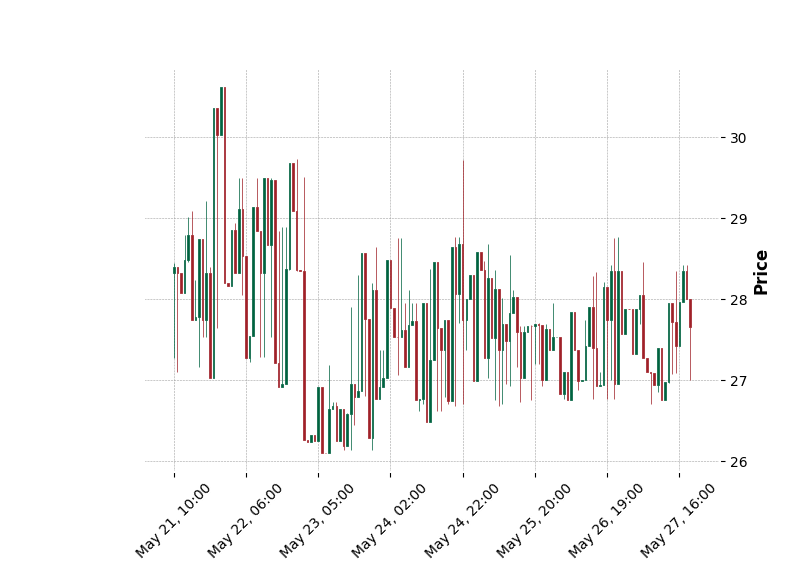 30
29
28
27
26
Price
May 21, 10:00
May 22, 06:00
May 23, 05:00
May 24, 02:00
May 24, 22:00
May 25, 20:00
May 26, 19:00
May 27, 16:00